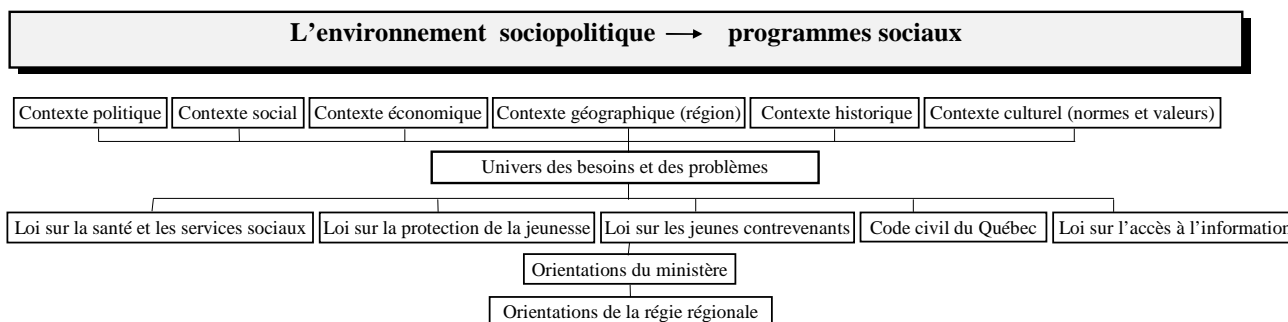 L'environnement sociopolitique → programmes sociaux
Contexte politique
Contexte social
Contexte économique
Contexte géographique (région)
Contexte historique
Contexte culturel (normes et valeurs)
Univers des besoins et des problèmes
Loi sur la santé et les services sociaux
Loi sur la protection de la jeunesse
Loi sur les jeunes contrevenants
Code civil du Québec
Loi sur l'accès à l'information
Orientations du ministère
Orientations de la régie régionale